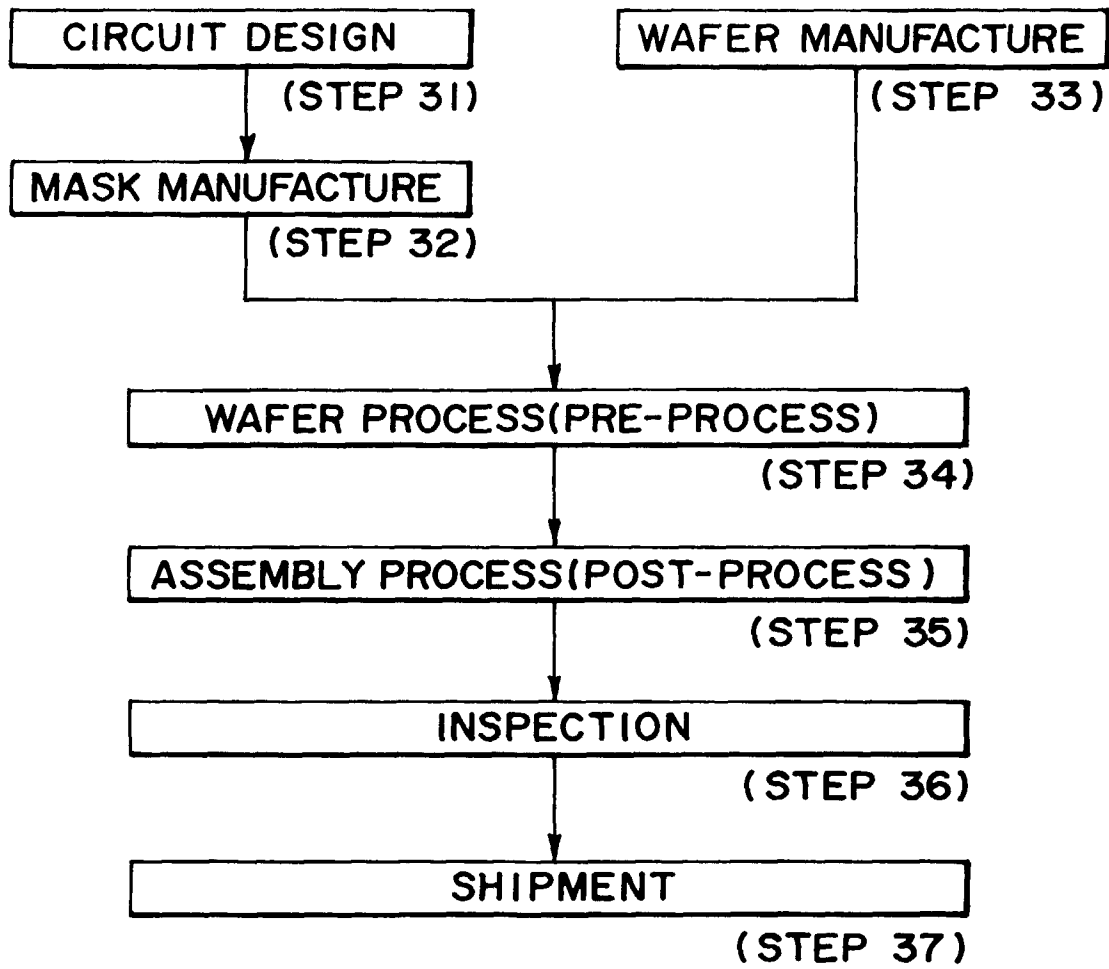 CIRCUIT DESIGN
(STEP 31)
MASK MANUFACTURE
(STEP 32)
WAFER MANUFACTURE
(STEP 33)
WAFER PROCESS(PRE-PROCESS)
(STEP 34)
ASSEMBLY PROCESS(POST-PROCESS)
(STEP 35)
INSPECTION
(STEP 36)
SHIPMENT
(STEP 37)